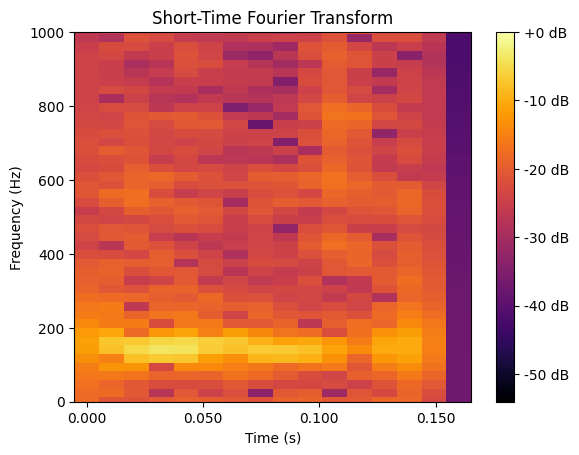 Short-Time Fourier Transform
1000
800
600
400
200
0
Frequency (Hz)
0.000
0.050
0.100
0.150
Time (s)
+0 dB
-10 dB
-20 dB
-30 dB
-40 dB
-50 dB